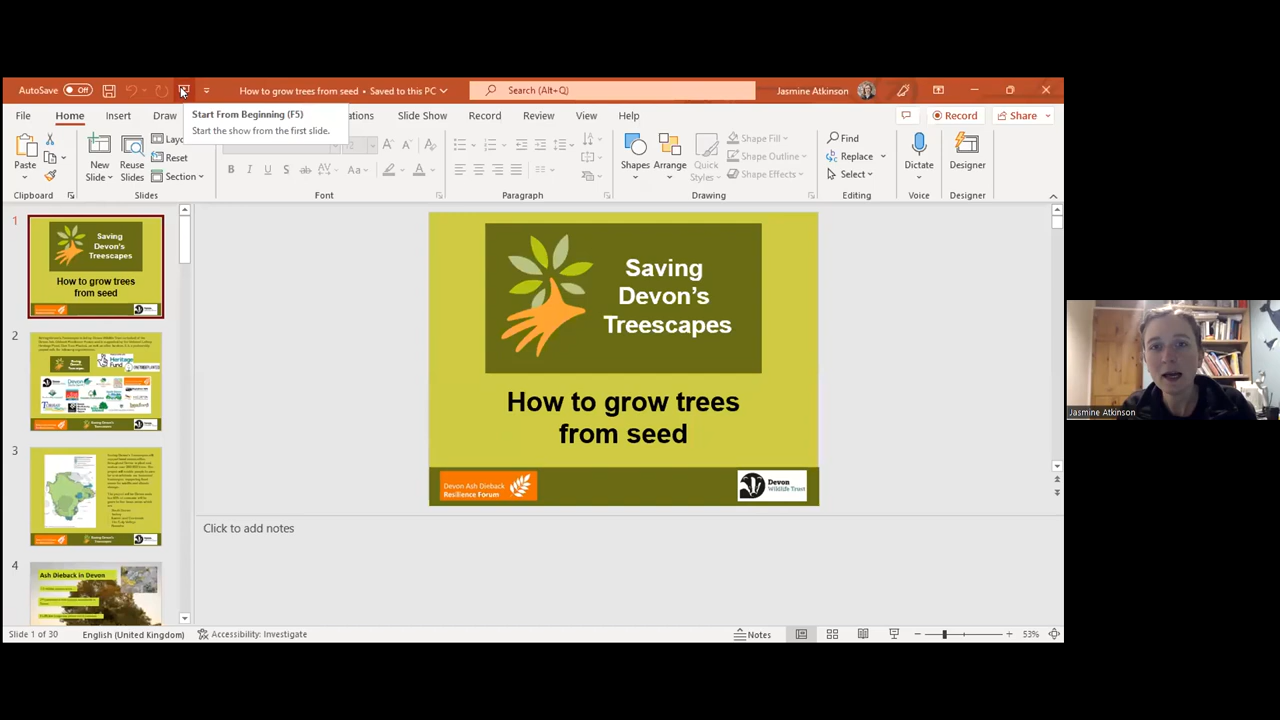 AutoSave Off
How to grow trees from seed • Saved to this PC
Search (Alt+Q)
Jasmine Atkinson
Start From Beginning (F5)
Start the show from the first slide.
File Home Insert Draw Slide Show Record Review View Help
Record Share
Paste
New
Slide
Reuse
Slides
Reset
Section
B I U S ab AV Aa A
Shapes
Arrange
Quick
Styles
Shape Fill
Shape Outline
Shape Effects
Find
Replace
Select
Dictate
Designer
Clipboard Slides Font Paragraph Drawing Editing Voice Designer
1
Saving
Devon's
Treescapes
How to grow trees
from seed
2
3
4
Ash Dieback in Devon
Saving
Devon's
Treescapes
How to grow trees
from seed
Devon Ash Dieback
Resilience Forum
Devon
Wildlife Trust
Click to add notes
Slide 1 of 30 English (United Kingdom) Accessibility: Investigate Notes 53%
Jasmine Atkinson